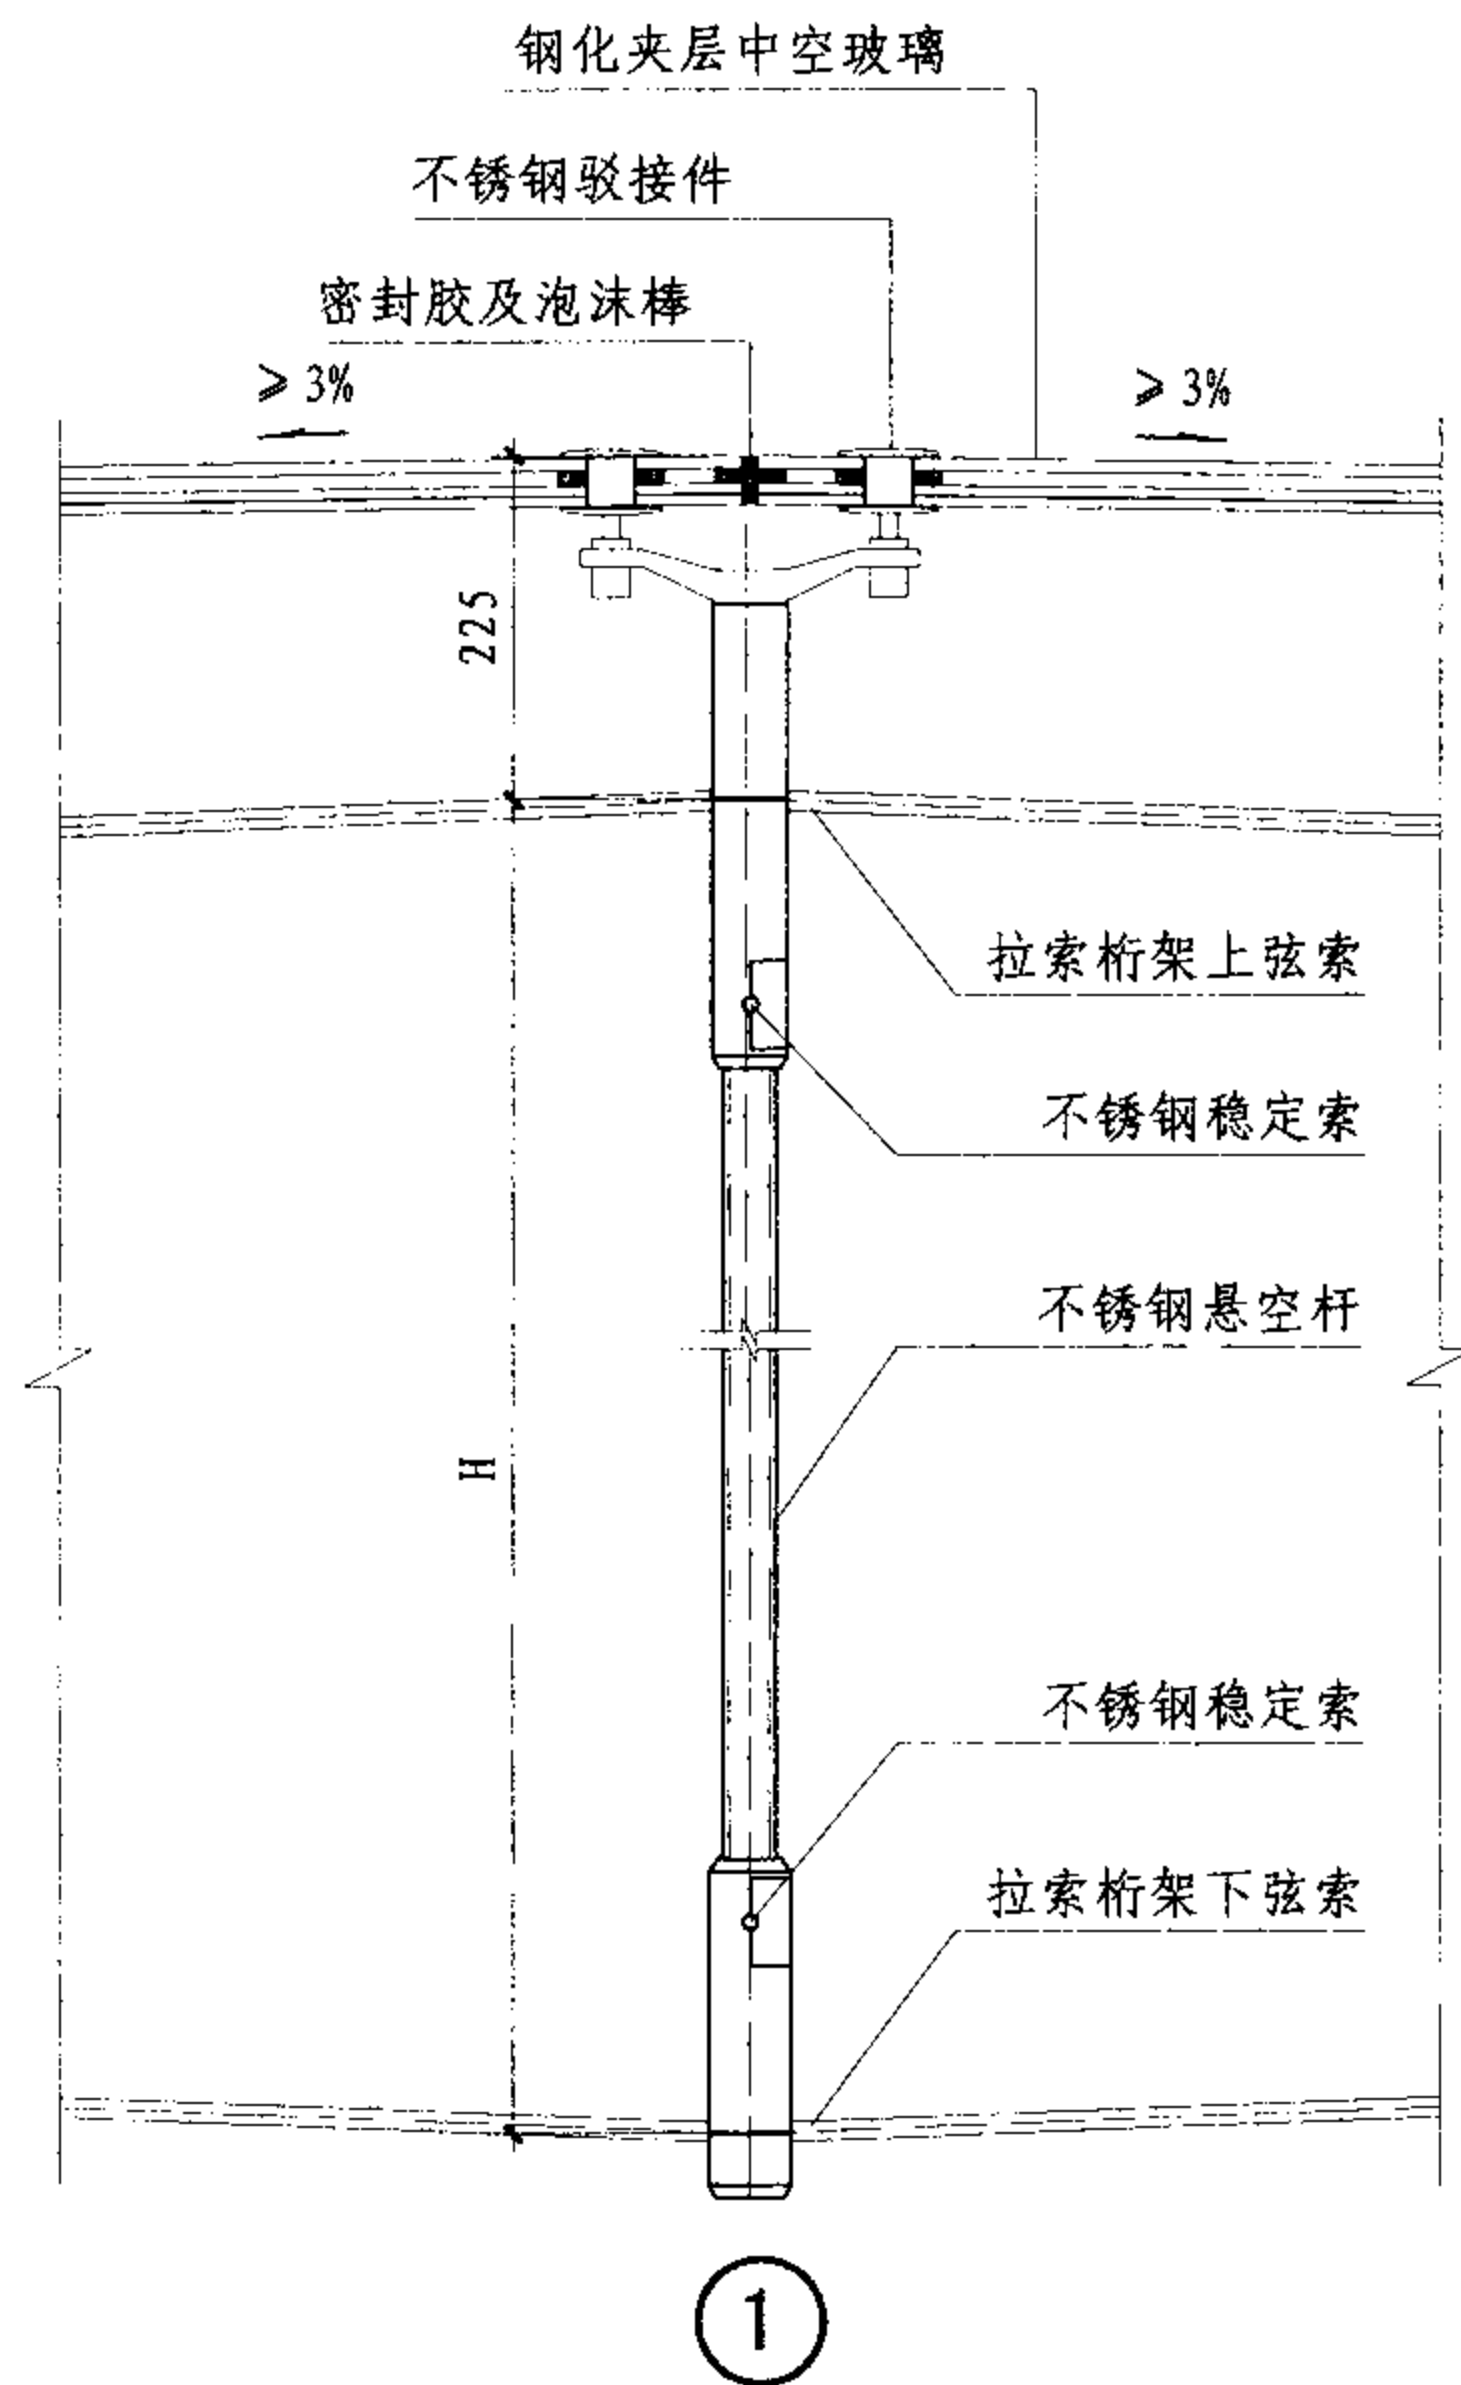 钢化夹层中空玻璃
不锈钢驳接件
密封胶及泡沫棒
≥3%
≥3%
225
拉索桁架上弦索
不锈钢稳定索
不锈钢悬空杆
H
不锈钢稳定索
拉索桁架下弦索
1